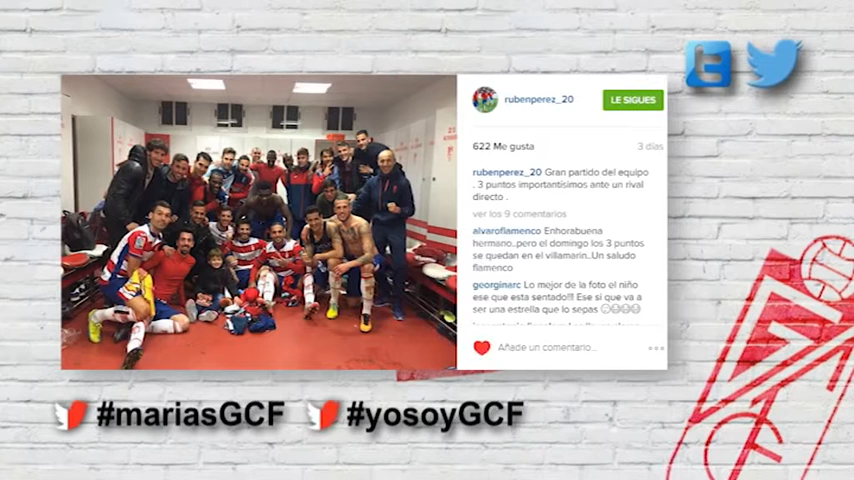 rubenperez_20
LE SIGUES
622 Me gusta
3 días
rubenperez_20 Gran partido del equipo
. 3 puntos importantísimos ante un rival
directo .
ver los 9 comentarios
alvaroflamenco Enhorabuena
hermano..pero el domingo los 3 puntos
se quedan en el villamarin..Un saludo
flamenco
georginarc Lo mejor de la foto el niño
ese que esta sentado!!! Ese si que va a
ser una estrella que lo sepas
Añade un comentario...
#mariasGCF
#yosoyGCF